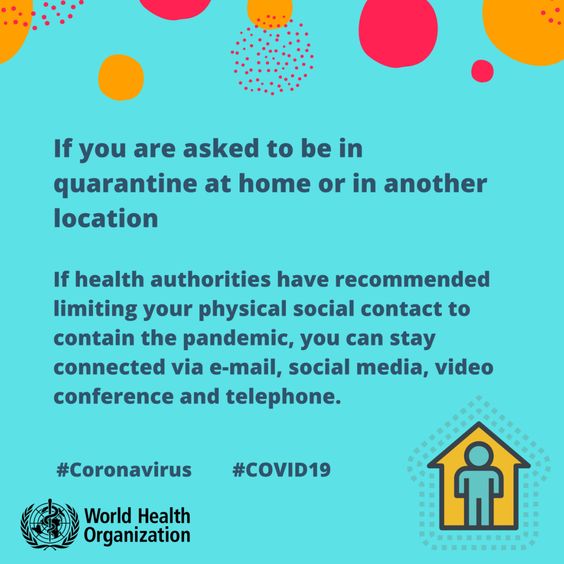 If you are asked to be in
quarantine at home or in another
location
If health authorities have recommended
limiting your physical social contact to
contain the pandemic, you can stay
connected via e-mail, social media, video
conference and telephone.
#Coronavirus #COVID19
World Health
Organization